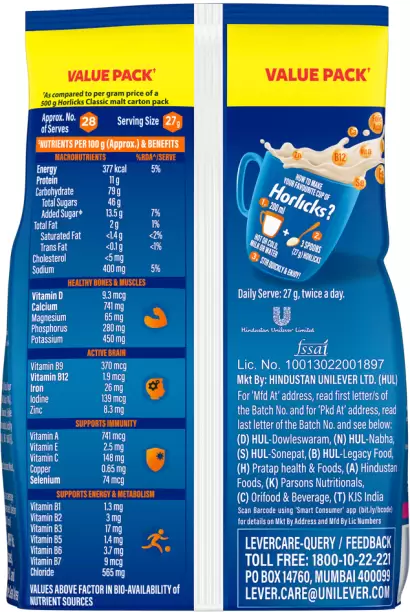 VALUE PACK†
*As compared to per gram price of a
500 g Horlicks Classic malt carton pack
Approx. No. of Serves 28 Serving Size 27g
*NUTRIENTS PER 100 g (Approx.) & BENEFITS
MACRONUTRIENTS %RDA^/SERVE
Energy 377 kcal 5%
Protein 11 g
Carbohydrate 79 g
Total Sugars 46 g
Added Sugar# 13.5 g 7%
Total Fat 2 g 1%
Saturated Fat <1.4 g <2%
Trans Fat <0.1 g <1%
Cholesterol <5 mg
Sodium 400 mg 5%
HEALTHY BONES & MUSCLES
Vitamin D 9.3 mcg
Calcium 741 mg
Magnesium 65 mg
Phosphorus 280 mg
Potassium 450 mg
ACTIVE BRAIN
Vitamin B9 370 mcg
Vitamin B12 1.9 mcg
Iron 26 mg
Iodine 139 mcg
Zinc 8.3 mg
SUPPORTS IMMUNITY
Vitamin A 741 mcg
Vitamin E 2.5 mg
Vitamin C 148 mg
Copper 0.65 mg
Selenium 74 mcg
SUPPORTS ENERGY & METABOLISM
Vitamin B1 1.3 mg
Vitamin B2 3 mg
Vitamin B3 17 mg
Vitamin B5 1.4 mg
Vitamin B6 3.7 mg
Vitamin B7 9 mcg
Chloride 565 mg
VALUES ABOVE FACTOR IN BIO-AVAILABILITY of
NUTRIENT SOURCES
VALUE PACK†
Zn
B12
HOW TO MAKE
YOUR FAVOURITE CUP OF
Horlicks?
1. 200 ml
HOT OR COLD,
MILK OR WATER
2. 3 SPOONS
(27 g) HORLICKS
3. STIR QUICKLY & ENJOY!
Daily Serve: 27 g, twice a day.
Hindustan Unilever Limited
fssai
Lic. No. 10013022001897
Mkt By: HINDUSTAN UNILEVER LTD. (HUL)
For 'Mfd At' address, read first letter/s
of the Batch No. and for 'Pkd At' address, read
last letter of the Batch No. and see below:
(D) HUL-Dowleswaram, (N) HUL-Nabha,
(S) HUL-Sonepat, (B) HUL-Legacy Food,
(H) Pratap health & Foods, (A) Hindustan
Foods, (K) Parsons Nutritionals,
(C) Orifood & Beverage, (T) KJS India
Scan Barcode using 'Smart Consumer' app (bit.ly/bcode)
for details on Mkt By Address and Mfd By Lic Numbers
LEVERCARE-QUERY / FEEDBACK
TOLL FREE: 1800-10-22-221
PO BOX 14760, MUMBAI 400099
LEVER.CARE@UNILEVER.COM